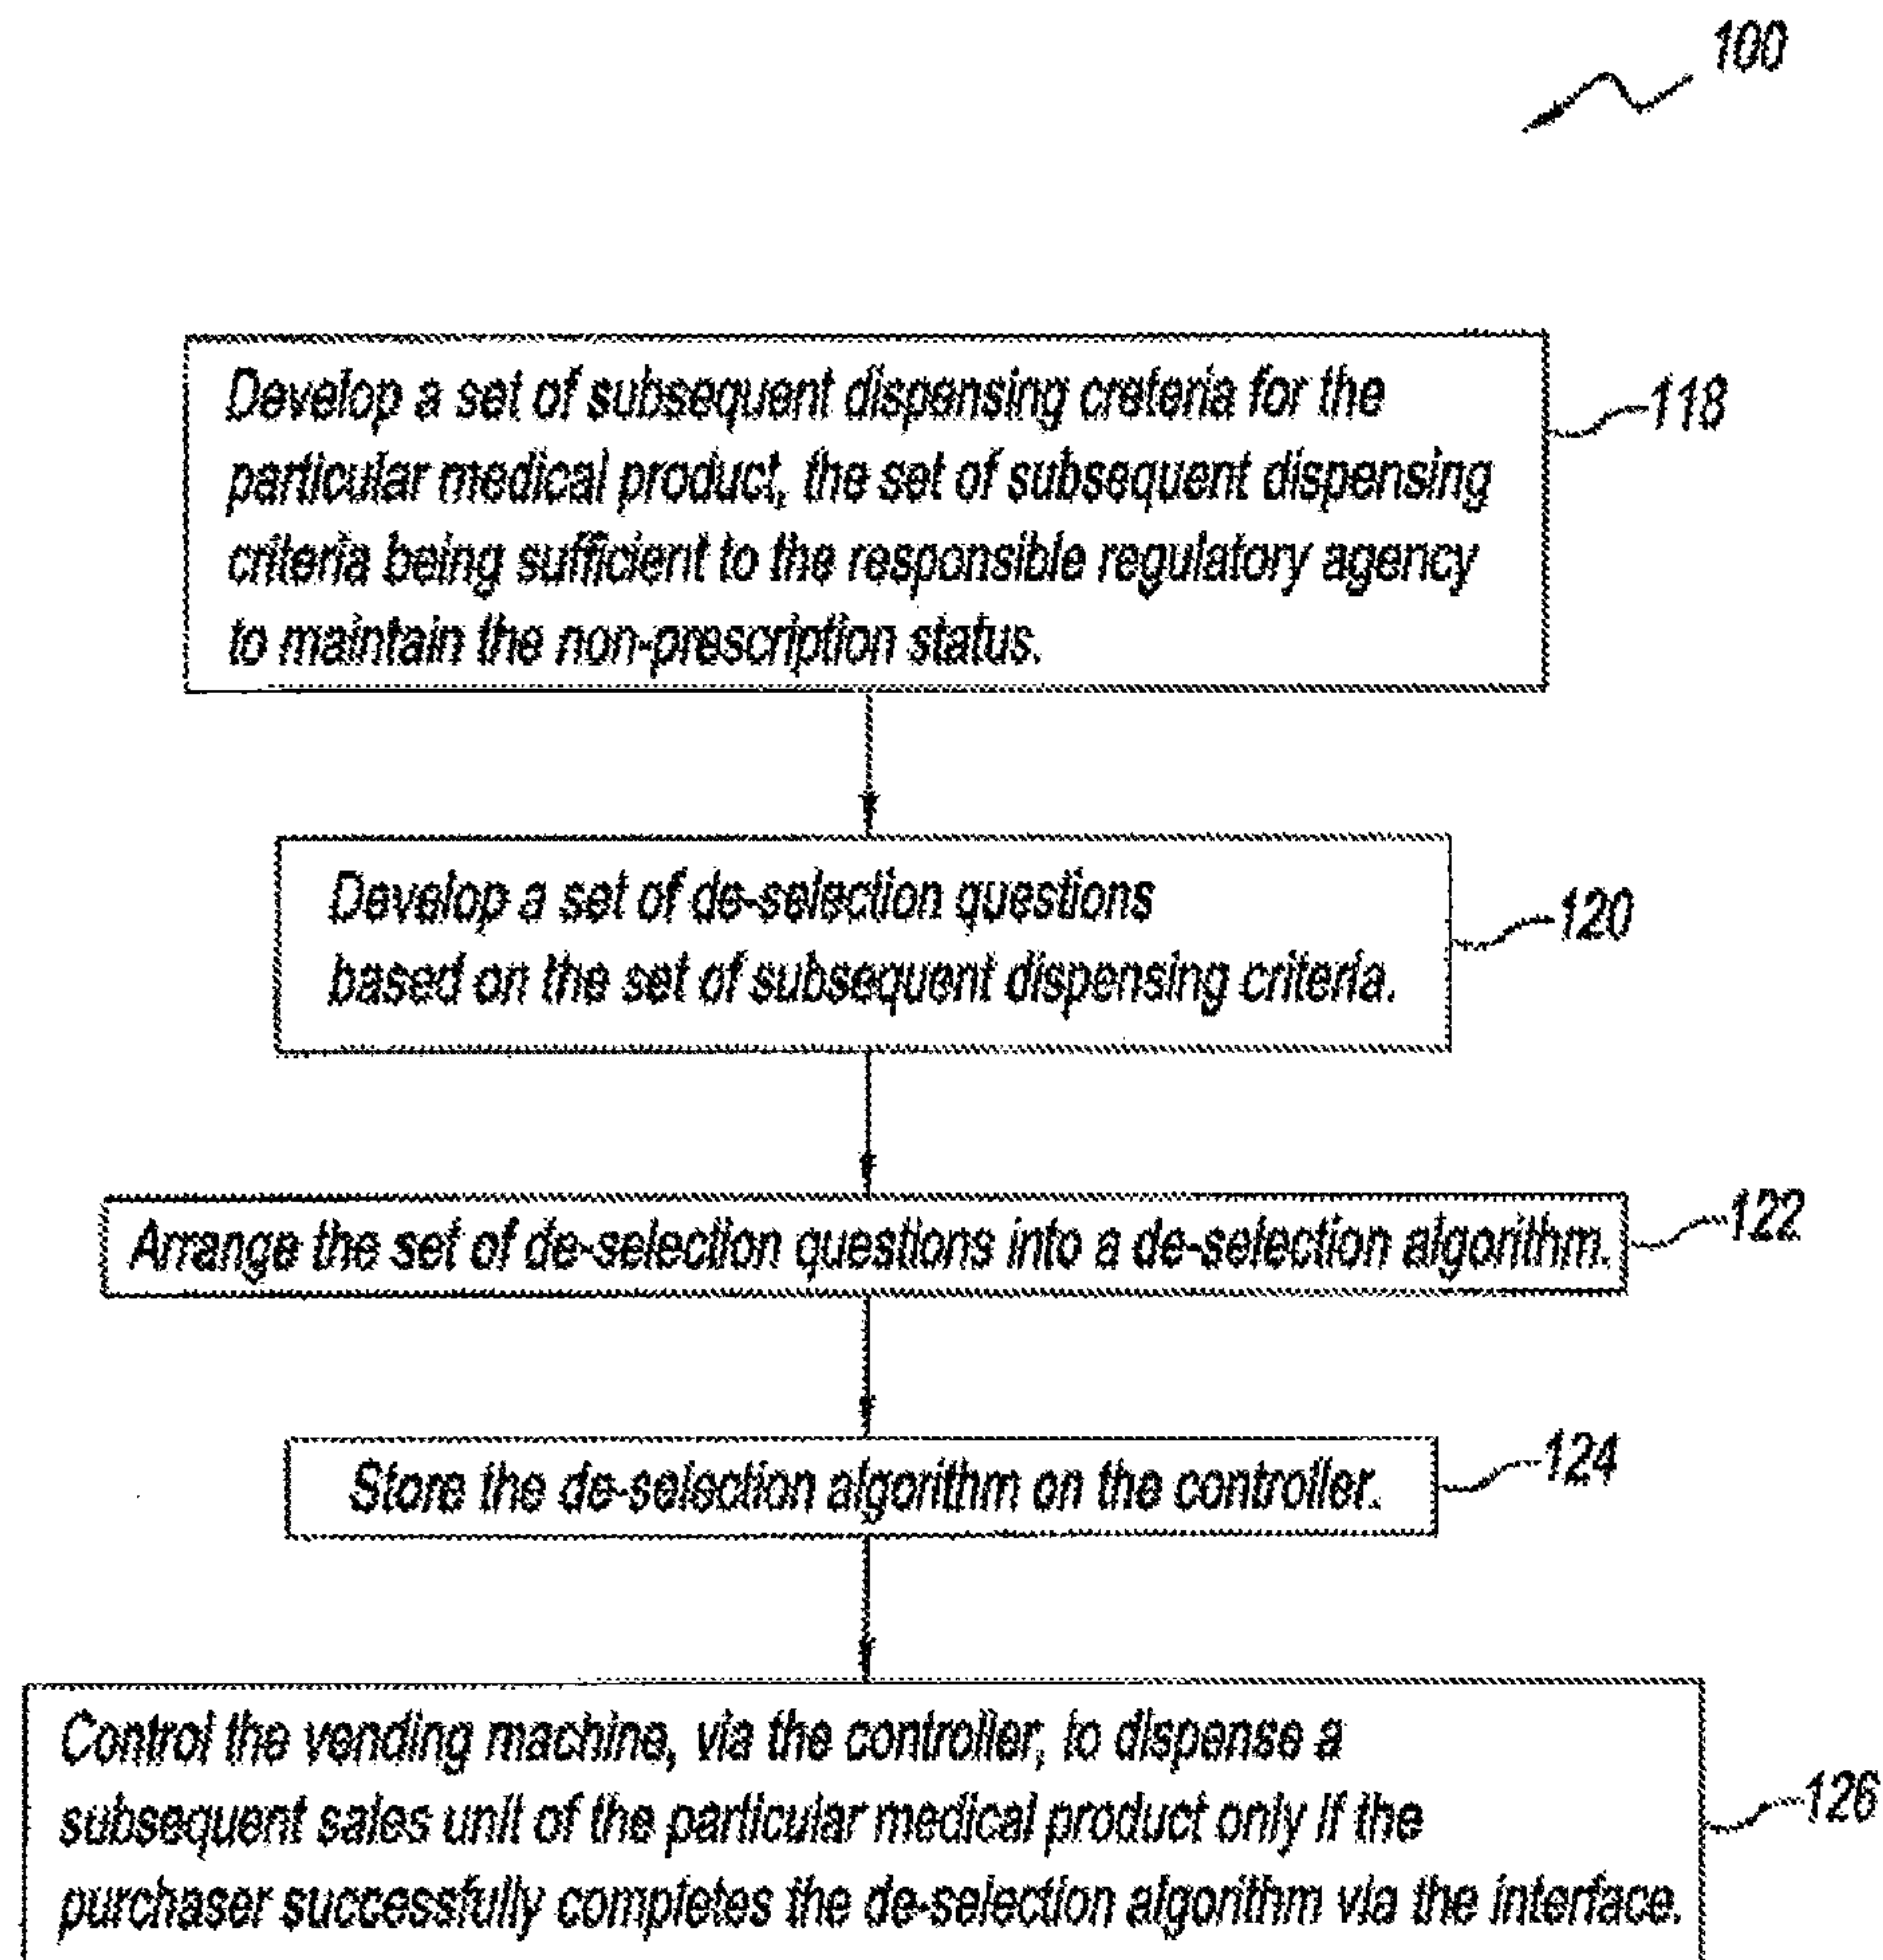 100
Develop a set of subsequent dispensing creteria for the
particular medical product, the set of subsequent dispensing
criteria being sufficient to the responsible regulatory agency
to maintain the non-prescription status.
118
Develop a set of de-selection questions
based on the set of subsequent dispensing criteria.
120
Arrange the set of de-selection questions into a de-selection algorithm.
122
Store the de-selection algorithm on the controller.
124
Control the vending machine, via the controller, to dispense a
subsequent sales unit of the particular medical product only if the
purchaser successfully completes the de-selection algorithm via the interface.
126